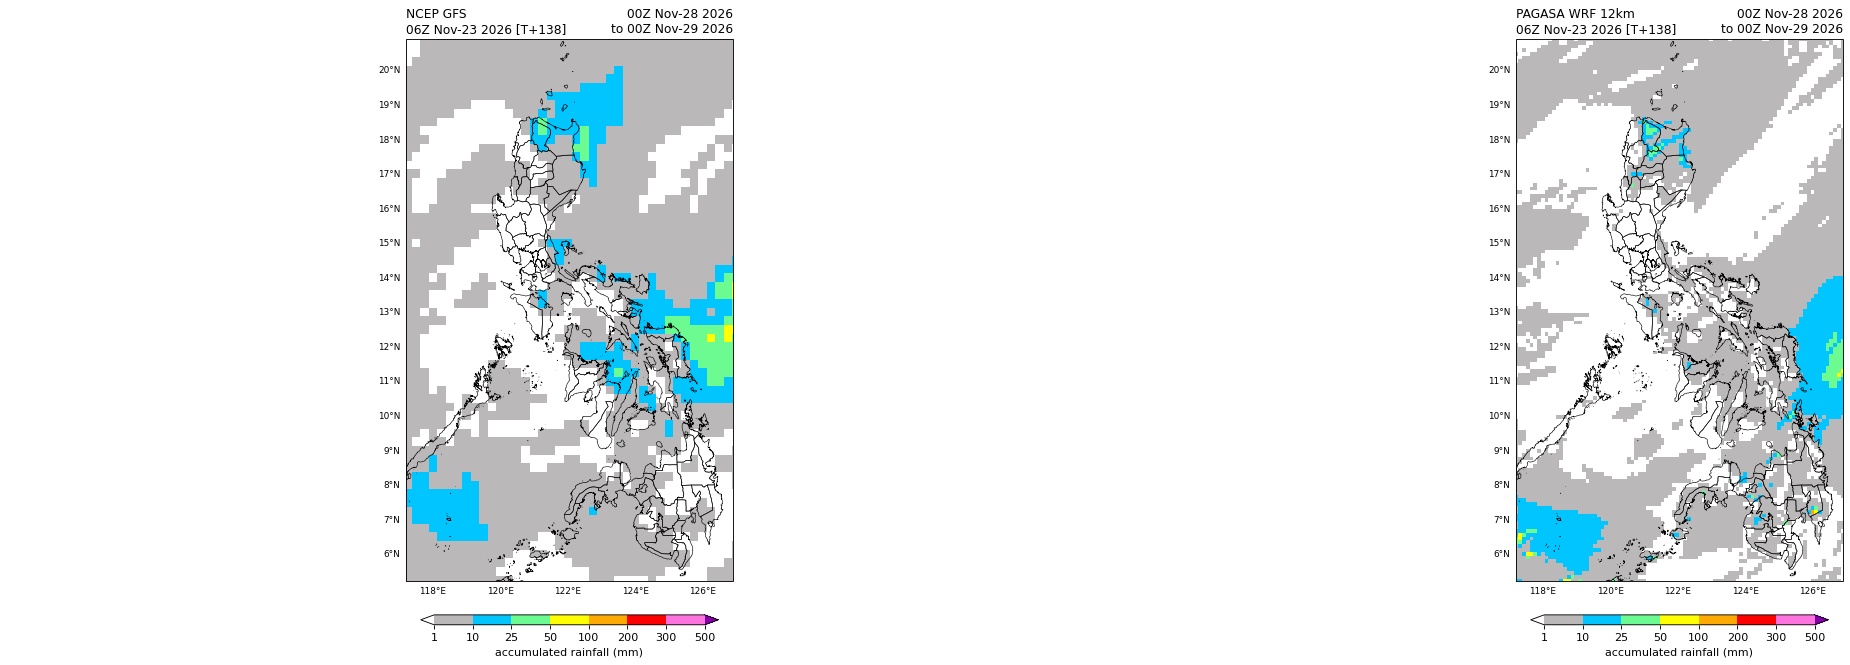 NCEP GFS 00Z Nov-28 2026
06Z Nov-23 2026 [T+138] to 00Z Nov-29 2026
20°N
19°N
18°N
17°N
16°N
15°N
14°N
13°N
12°N
11°N
10°N
9°N
8°N
7°N
6°N
118°E 120°E 122°E 124°E 126°E
1 10 25 50 100 200 300 500
accumulated rainfall (mm)
PAGASA WRF 12km 00Z Nov-28 2026
06Z Nov-23 2026 [T+138] to 00Z Nov-29 2026
20°N
19°N
18°N
17°N
16°N
15°N
14°N
13°N
12°N
11°N
10°N
9°N
8°N
7°N
6°N
118°E 120°E 122°E 124°E 126°E
1 10 25 50 100 200 300 500
accumulated rainfall (mm)